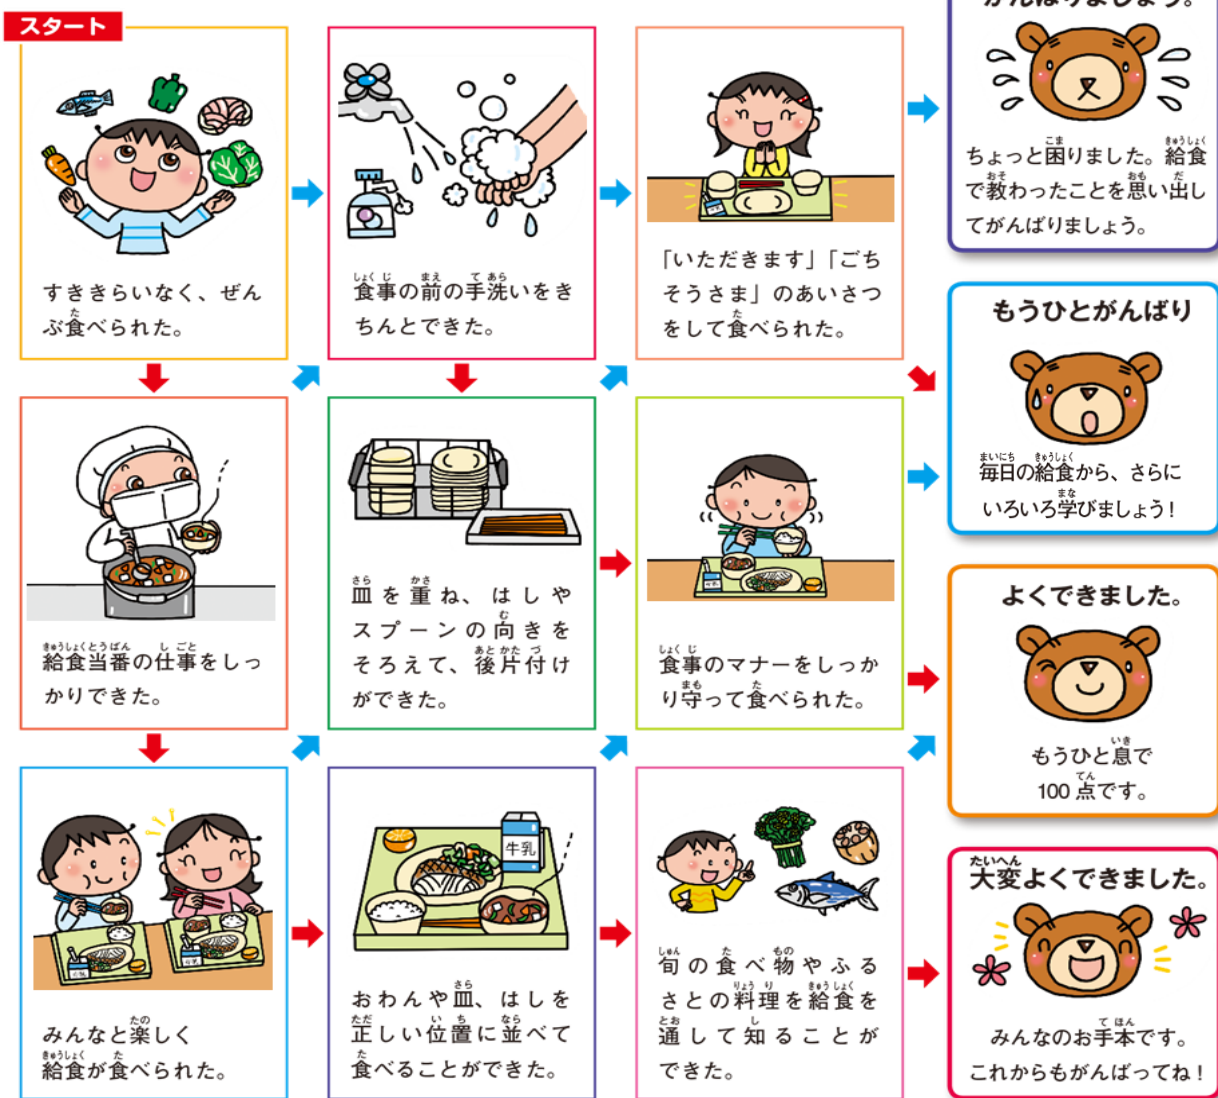 スタート
すききらいなく、ぜん
ぶ食べられた。
食事の前の手洗いをき
ちんとできた。
「いただきます」「ごち
そうさま」のあいさつ
をして食べられた。
がんばりましょう。
ちょっと困りました。給食
で教わったことを思い出し
てがんばりましょう。
給食当番の仕事をしっ
かりできた。
皿を重ね、はしや
スプーンの向きを
そろえて、後片付け
ができた。
食事のマナーをしっか
り守って食べられた。
もうひとがんばり
毎日の給食から、さらに
いろいろ学びましょう!
よくできました。
もうひと息で
100点です。
みんなと楽しく
給食が食べられた。
牛乳
おわんや皿、はしを
正しい位置に並べて
食べることができた。
旬の食べ物やふる
さとの料理を給食を
通して知ることが
できた。
大変よくできました。
みんなのお手本です。
これからもがんばってね!